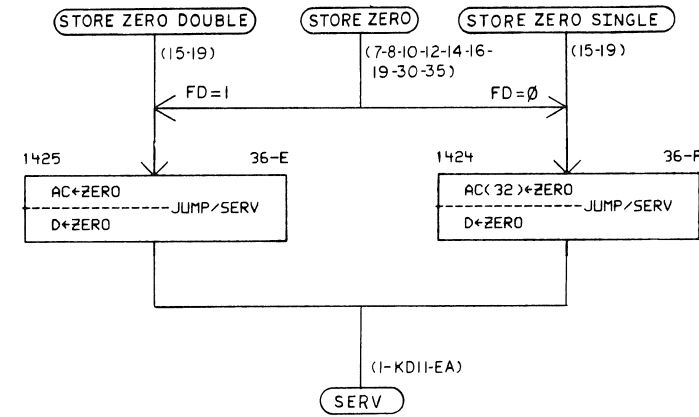 STORE ZERO DOUBLE
STORE ZERO
STORE ZERO SINGLE
(15-19)
(7-8-10-12-14-16-
19-30-35)
(15-19)
FD=1
FD=Ø
1425
36-E
AC←ZERO
JUMP/SERV
D←ZERO
1424
36-F
AC(32)←ZERO
JUMP/SERV
D←ZERO
(1-KD11-EA)
SERV